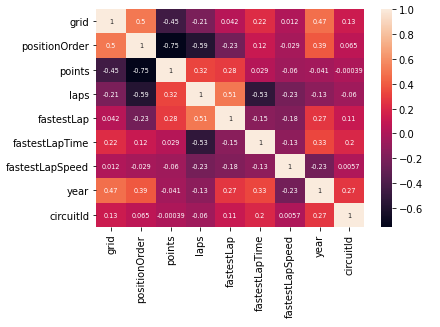 grid 1 0.5 -0.45 -0.21 0.042 0.22 0.012 0.47 0.13
positionOrder 0.5 1 -0.75 -0.59 -0.23 0.12 -0.029 0.39 0.065
points -0.45 -0.75 1 0.32 0.28 0.029 -0.06 -0.041 -0.00039
laps -0.21 -0.59 0.32 1 0.51 -0.53 -0.23 -0.13 -0.06
fastestLap 0.042 -0.23 0.28 0.51 1 -0.15 -0.18 0.27 0.11
fastestLapTime 0.22 0.12 0.029 -0.53 -0.15 1 -0.13 0.33 0.2
fastestLapSpeed 0.012 -0.029 -0.06 -0.23 -0.18 -0.13 1 -0.23 0.0057
year 0.47 0.39 -0.041 -0.13 0.27 0.33 -0.23 1 0.27
circuitId 0.13 0.065 -0.00039 -0.06 0.11 0.2 0.0057 0.27 1
grid
positionOrder
points
laps
fastestLap
fastestLapTime
fastestLapSpeed
year
circuitId
1.0
0.8
0.6
0.4
0.2
0.0
−0.2
−0.4
−0.6